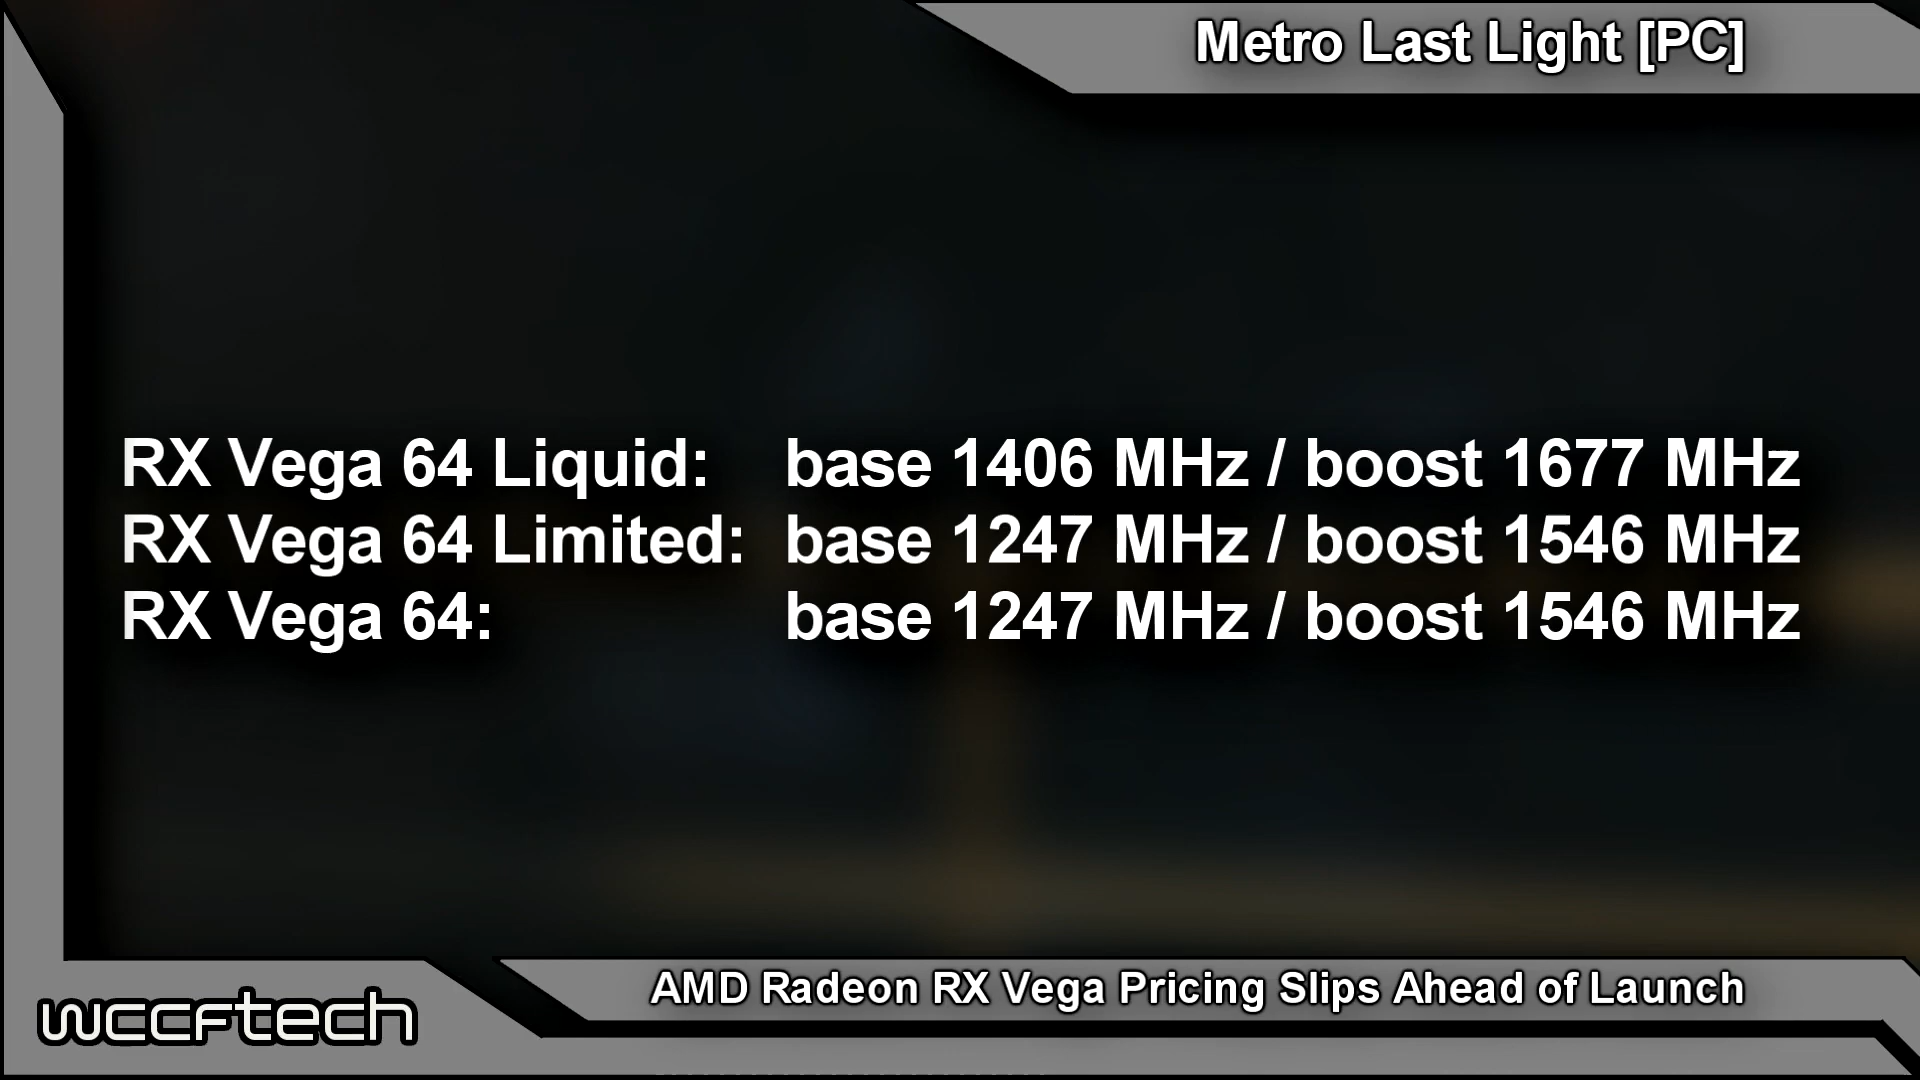 Metro Last Light [PC]
RX Vega 64 Liquid: base 1406 MHz / boost 1677 MHz
RX Vega 64 Limited: base 1247 MHz / boost 1546 MHz
RX Vega 64: base 1247 MHz / boost 1546 MHz
AMD Radeon RX Vega Pricing Slips Ahead of Launch
wccftech